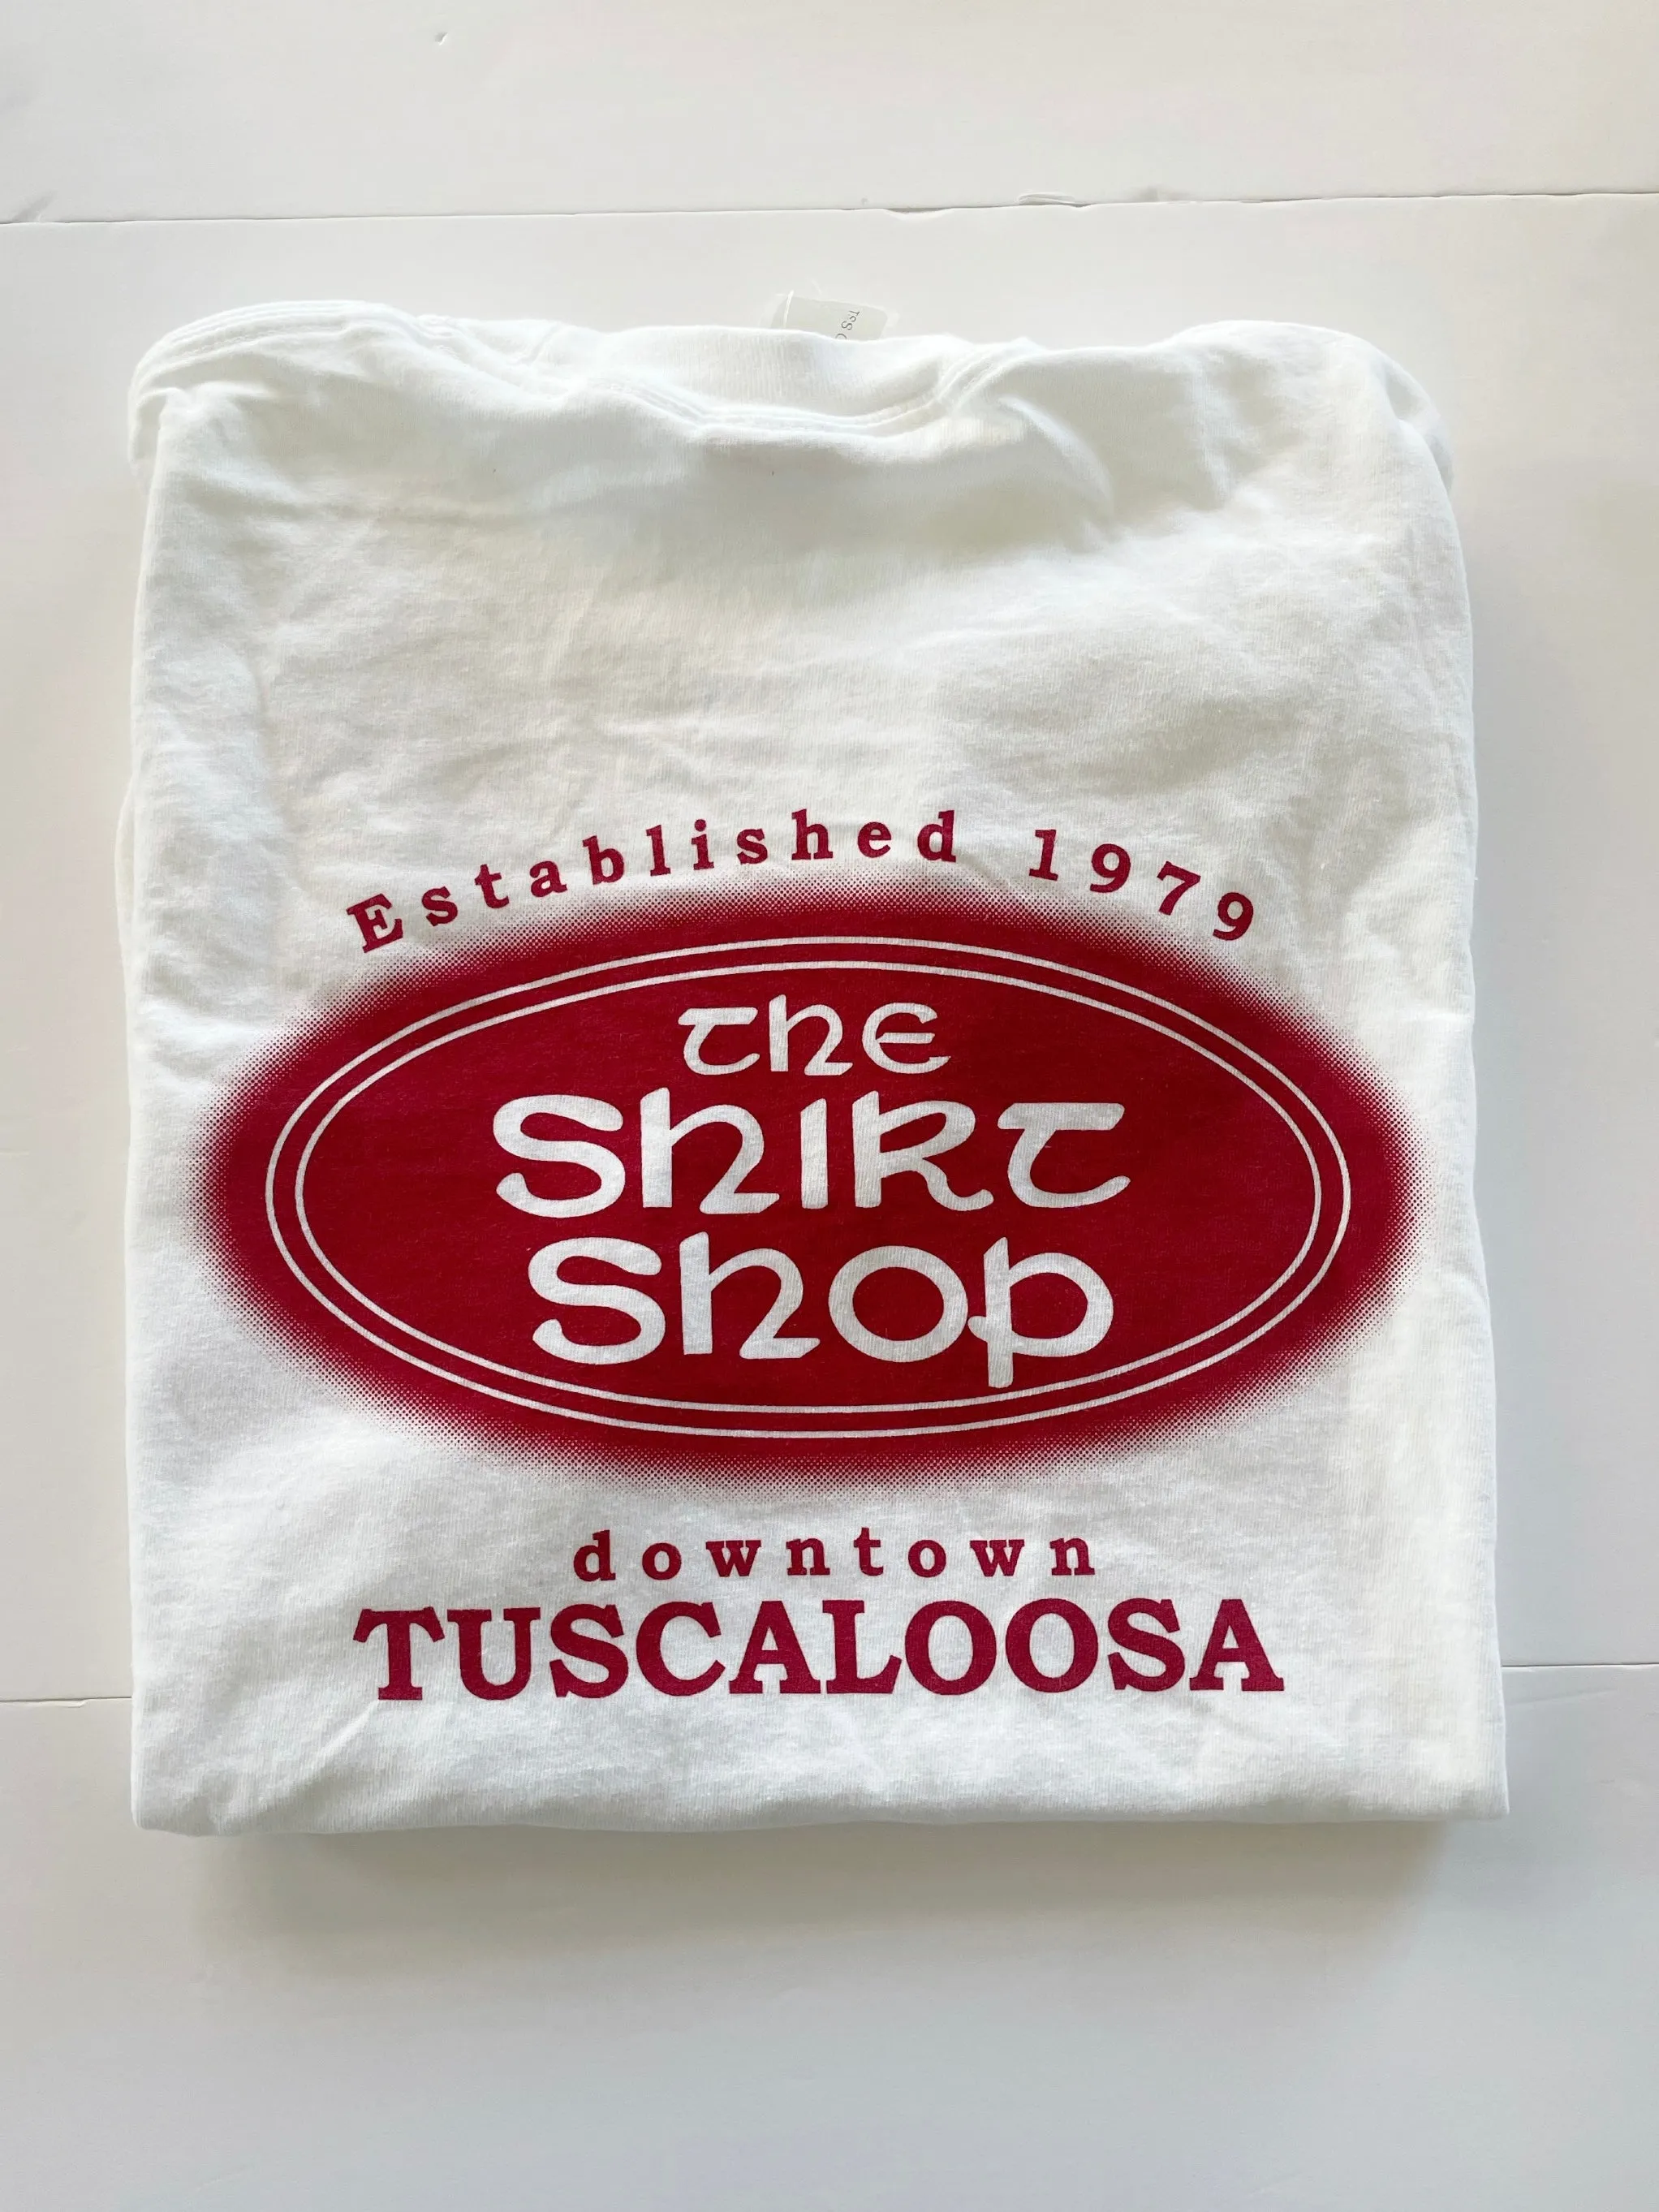 Established 1979
The
Shirt
Shop
downtown
TUSCALOOSA